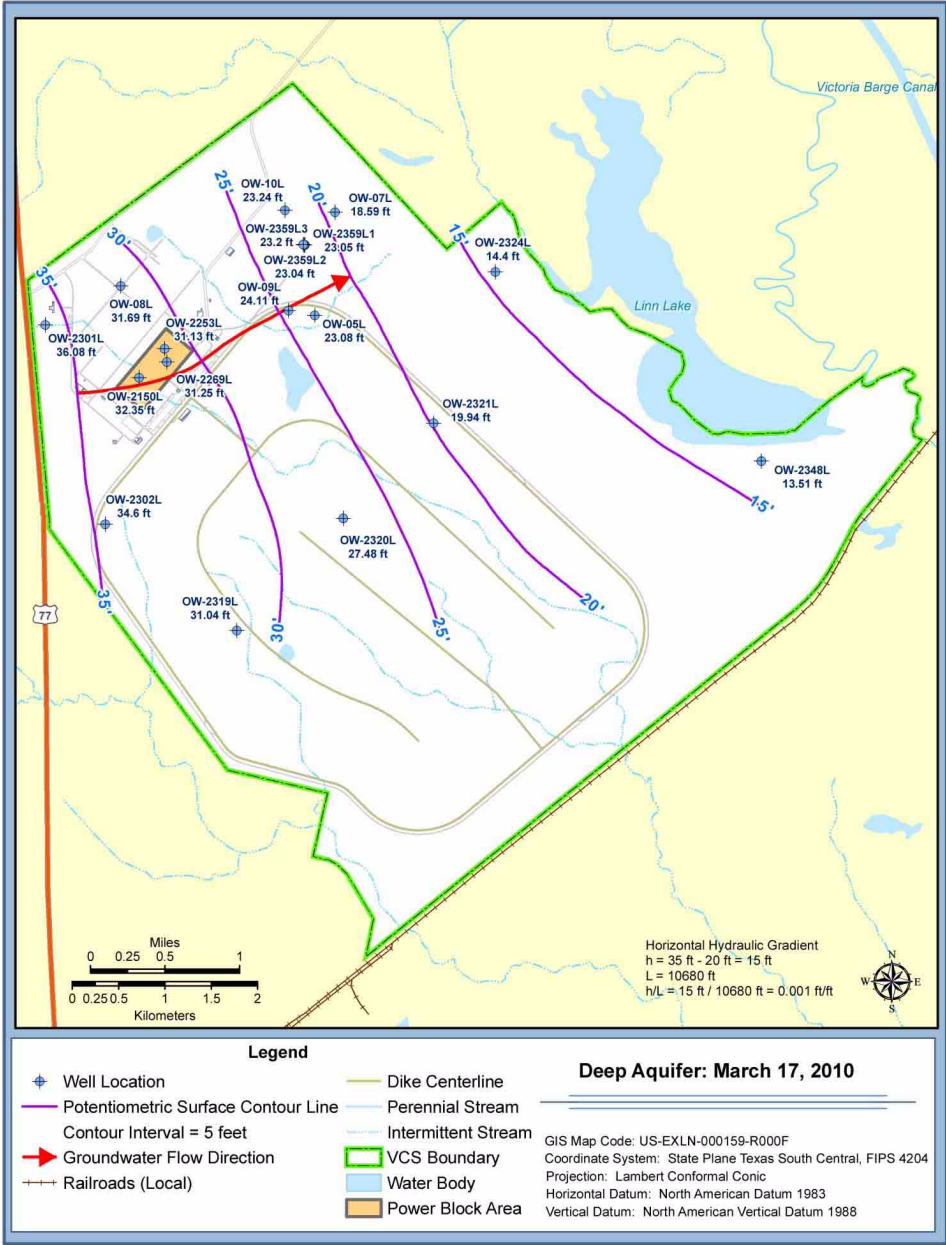 Victoria Barge Canal
25'
OW-10L
23.24 ft
20'
OW-07L
18.59 ft
OW-2359L3
23.2 ft
OW-2359L1
23.05 ft
OW-2359L2
23.04 ft
15'
OW-2324L
14.4 ft
30'
35'
OW-08L
31.69 ft
OW-09L
24.11 ft
OW-05L
23.08 ft
Linn Lake
OW-2301L
36.08 ft
OW-2253L
31.13 ft
OW-2269L
31.25 ft
OW-2150L
32.35 ft
OW-2321L
19.94 ft
OW-2348L
13.51 ft
15'
OW-2302L
34.6 ft
OW-2320L
27.48 ft
35'
20'
77
OW-2319L
31.04 ft
30'
25'
Miles
0 0.25 0.5 1
0 0.25 0.5 1 1.5 2
Kilometers
Horizontal Hydraulic Gradient
h = 35 ft - 20 ft = 15 ft
L = 10680 ft
h/L = 15 ft / 10680 ft = 0.001 ft/ft
N
W E
S
Legend
Well Location
Potentiometric Surface Contour Line
Contour Interval = 5 feet
Groundwater Flow Direction
Railroads (Local)
Dike Centerline
Perennial Stream
Intermittent Stream
VCS Boundary
Water Body
Power Block Area
Deep Aquifer: March 17, 2010
GIS Map Code: US-EXLN-000159-R000F
Coordinate System: State Plane Texas South Central, FIPS 4204
Projection: Lambert Conformal Conic
Horizontal Datum: North American Datum 1983
Vertical Datum: North American Vertical Datum 1988